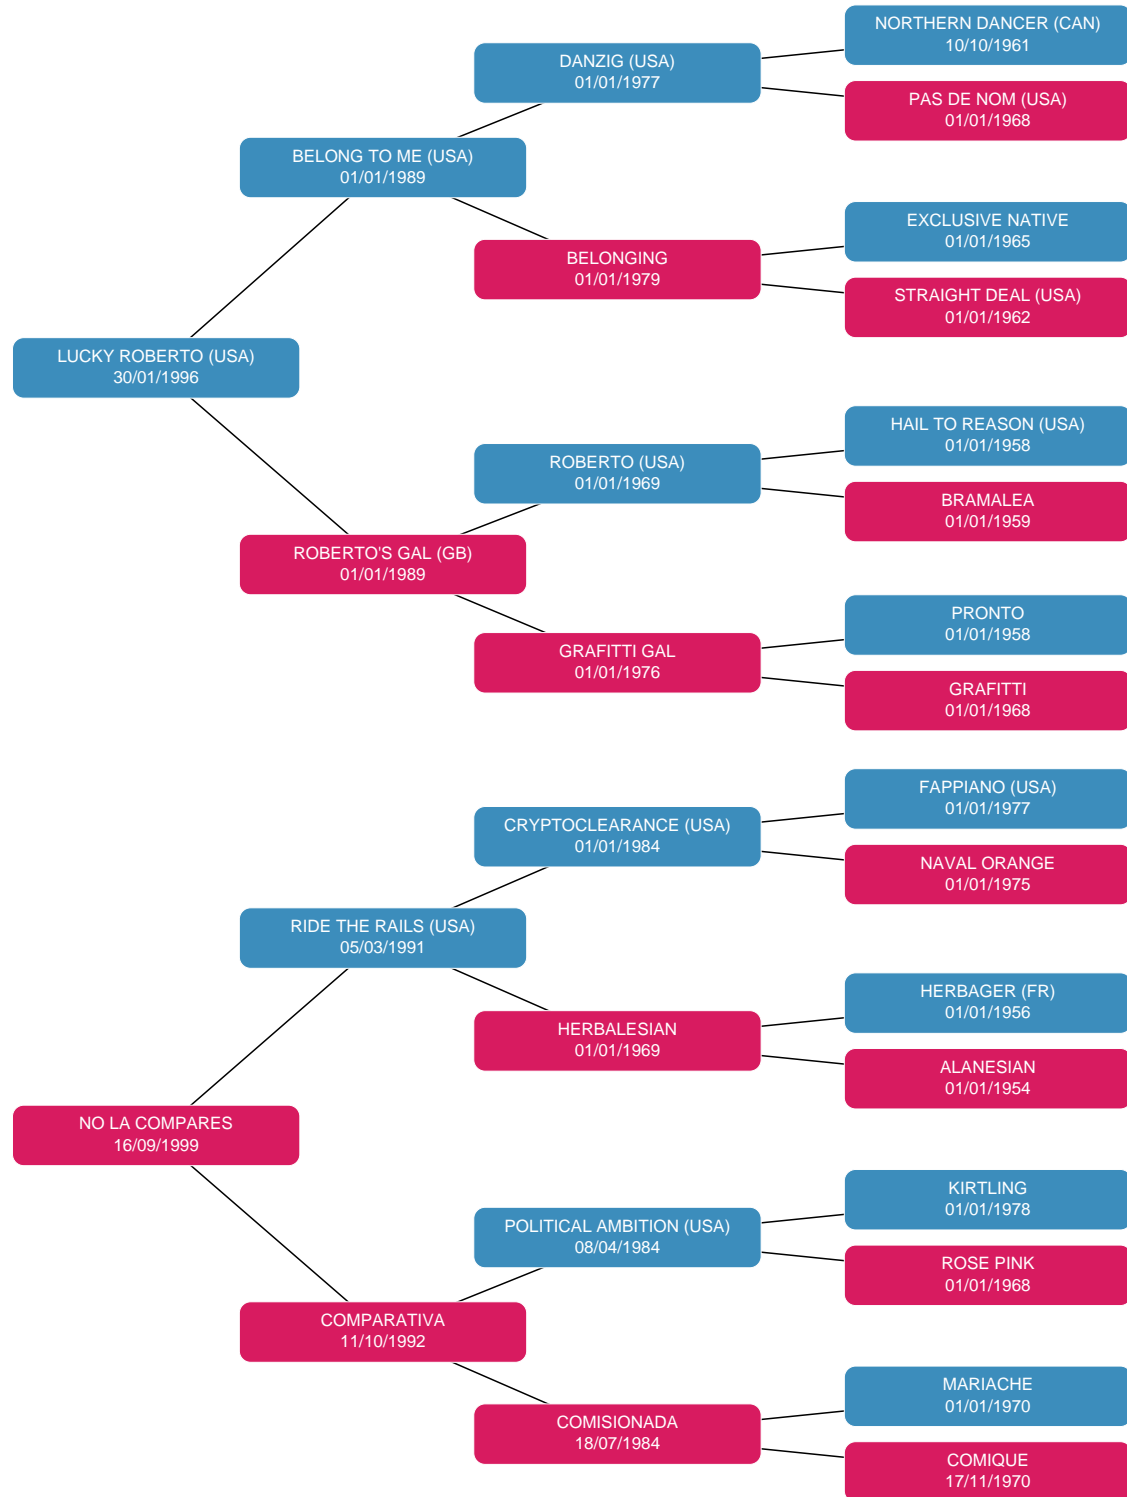 NORTHERN DANCER (CAN)
10/10/1961
DANZIG (USA)
01/01/1977
PAS DE NOM (USA)
01/01/1968
BELONG TO ME (USA)
01/01/1989
EXCLUSIVE NATIVE
01/01/1965
BELONGING
01/01/1979
STRAIGHT DEAL (USA)
01/01/1962
LUCKY ROBERTO (USA)
30/01/1996
HAIL TO REASON (USA)
01/01/1958
ROBERTO (USA)
01/01/1969
BRAMALEA
01/01/1959
ROBERTO'S GAL (GB)
01/01/1989
PRONTO
01/01/1958
GRAFITTI GAL
01/01/1976
GRAFITTI
01/01/1968
FAPPIANO (USA)
01/01/1977
CRYPTOCLEARANCE (USA)
01/01/1984
NAVAL ORANGE
01/01/1975
RIDE THE RAILS (USA)
05/03/1991
HERBAGER (FR)
01/01/1956
HERBALESIAN
01/01/1969
ALANESIAN
01/01/1954
NO LA COMPARES
16/09/1999
KIRTLING
01/01/1978
POLITICAL AMBITION (USA)
08/04/1984
ROSE PINK
01/01/1968
COMPARATIVA
11/10/1992
MARIACHE
01/01/1970
COMISIONADA
18/07/1984
COMIQUE
17/11/1970